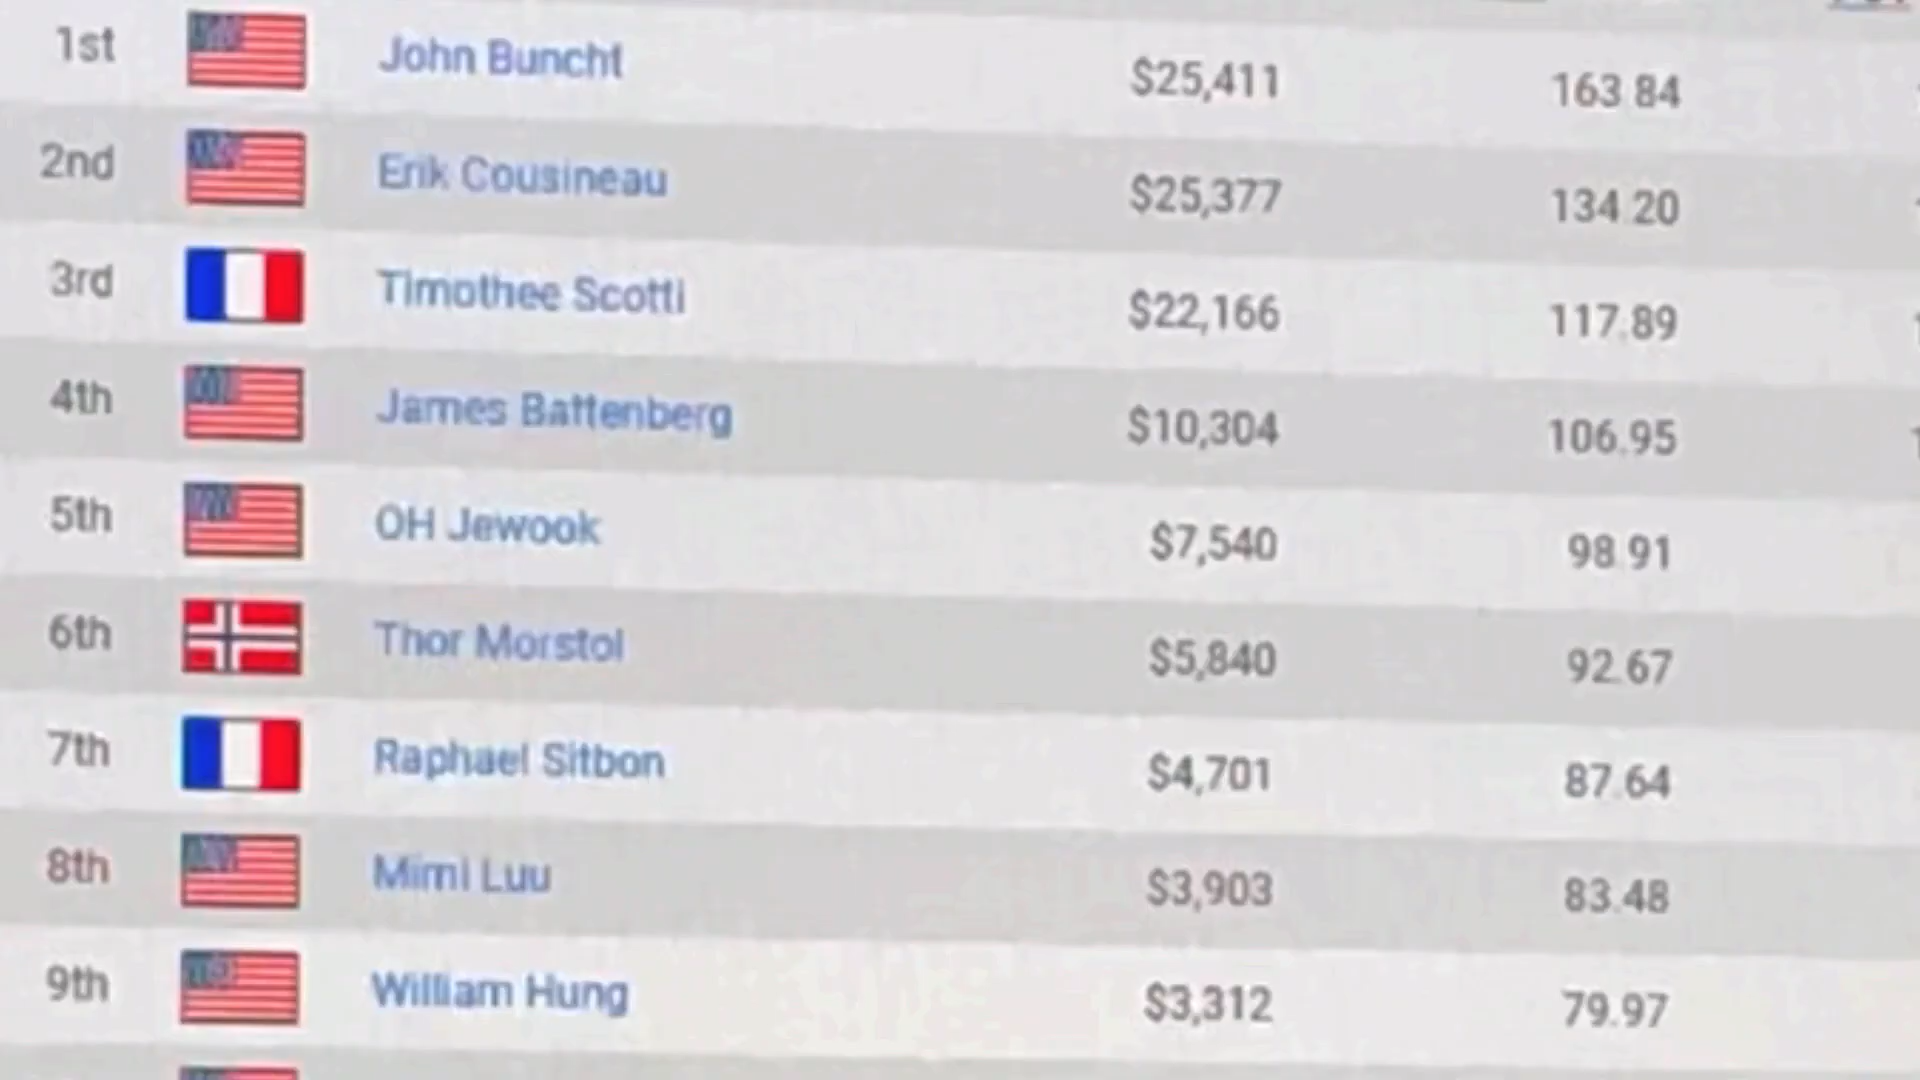 1st John Buncht $25,411 163.84
2nd Erik Cousineau $25,377 134.20
3rd Timothee Scotti $22,166 117.89
4th James Battenberg $10,304 106.95
5th OH Jewook $7,540 98.91
6th Thor Morstol $5,840 92.67
7th Raphael Sitbon $4,701 87.64
8th Mimi Luu $3,903 83.48
9th William Hung $3,312 79.97